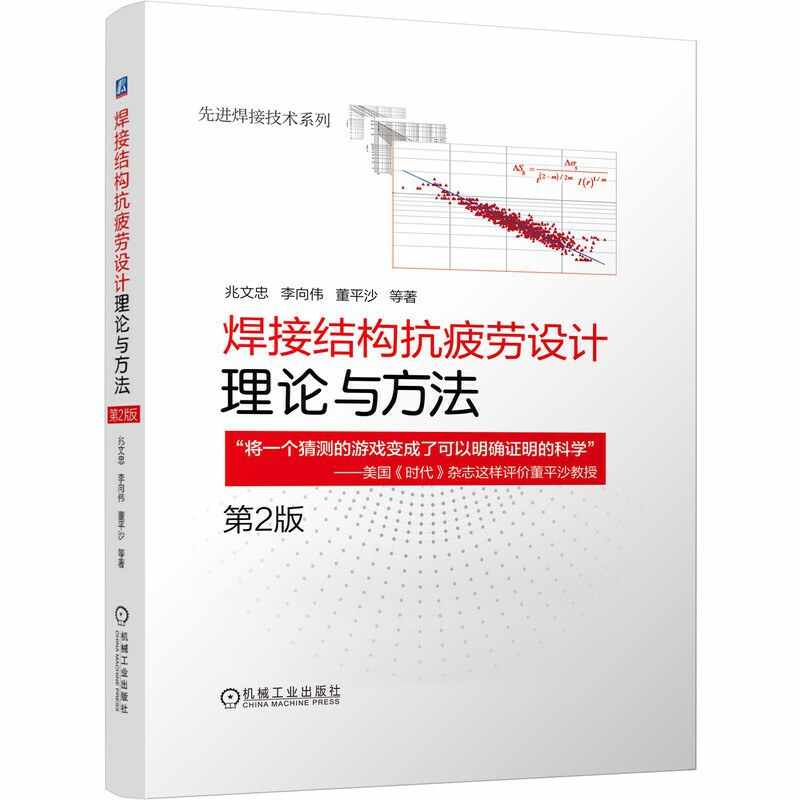 先进焊接技术系列
ΔSₛ = Δσₛ / t^(2-m)/2m I(r)^1/m
兆文忠 李向伟 董平沙 等著
焊接结构抗疲劳设计
理论与方法
“将一个猜测的游戏变成了可以明确证明的科学”
——美国《时代》杂志这样评价董平沙教授
第2版
机械工业出版社
CHINA MACHINE PRESS
焊接结构抗疲劳设计理论与方法
第2版
兆文忠 李向伟 董平沙 等著
机械工业出版社
CHINA MACHINE PRESS